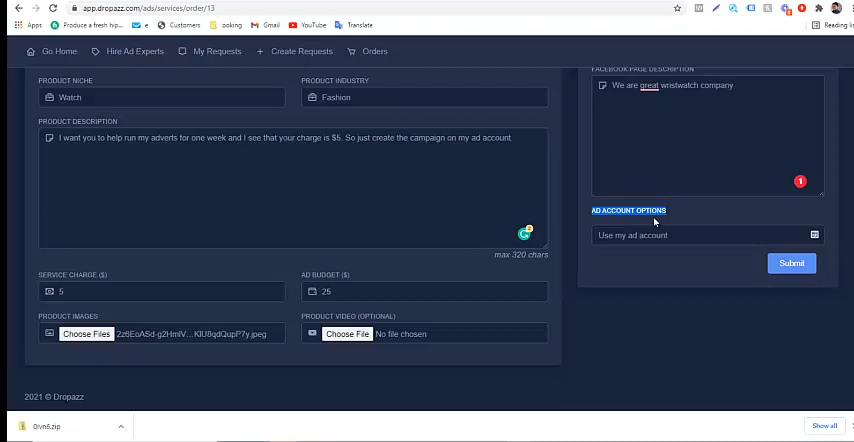 app.dropazz.com/ads/services/order/13
Apps
Produce a fresh hip...
e
Customers
ooking
Gmail
YouTube
Translate
Reading lis
Go Home
Hire Ad Experts
My Requests
Create Requests
Orders
PRODUCT NICHE
Watch
PRODUCT INDUSTRY
Fashion
PRODUCT DESCRIPTION
I want you to help run my adverts for one week and I see that your charge is $5. So just create the campaign on my ad account.
max 320 chars
SERVICE CHARGE ($)
5
AD BUDGET ($)
25
PRODUCT IMAGES
Choose Files
PRODUCT VIDEO (OPTIONAL)
Choose File No file chosen
FACEBOOK PAGE DESCRIPTION
We are great wristwatch company
1
AD ACCOUNT OPTIONS
Use my ad account
Submit
2021 © Dropazz
Show all